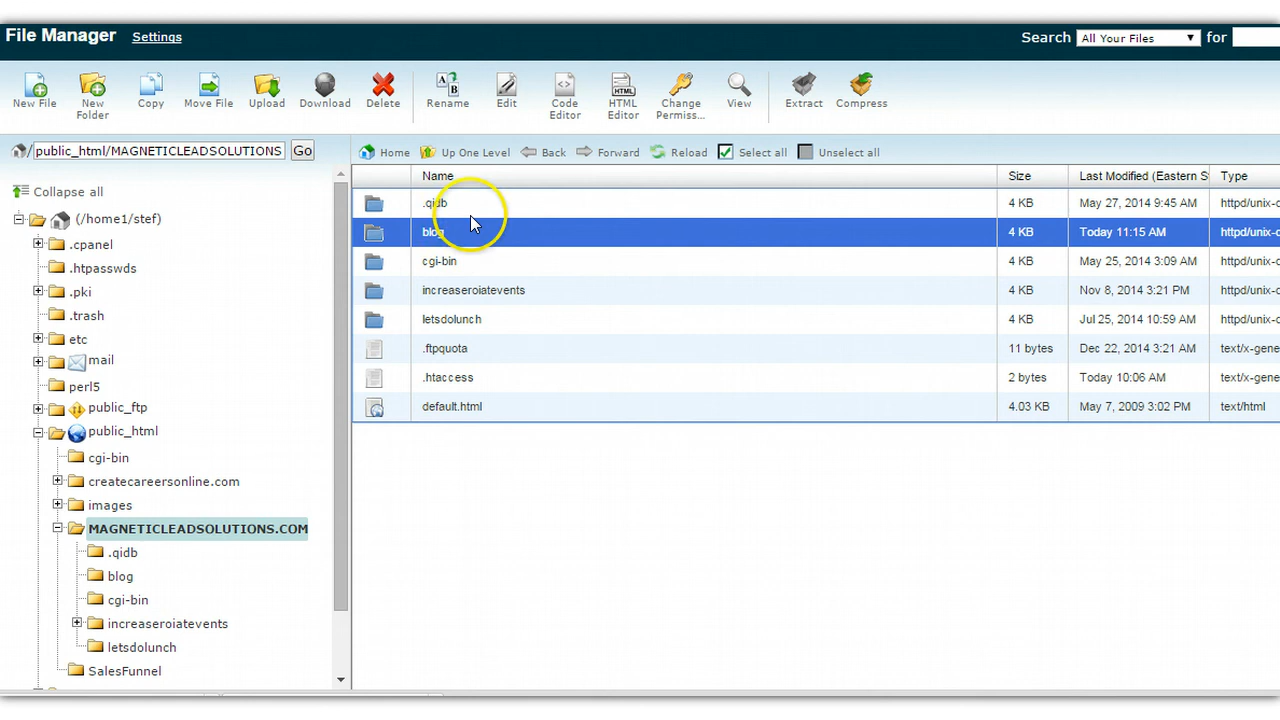 File Manager Settings Search All Your Files for
New File New Folder Copy Move File Upload Download Delete Rename Edit Code Editor HTML Editor Change Permiss... View Extract Compress
/ public_html/MAGNETICLEADSOLUTIONS Go
Home Up One Level Back Forward Reload Select all Unselect all
Collapse all
(/home1/stef)
.cpanel
.htpasswds
.pki
.trash
etc
mail
perl5
public_ftp
public_html
cgi-bin
createcareersonline.com
images
MAGNETICLEADSOLUTIONS.COM
.qidb
blog
cgi-bin
increaseroiatevents
letsdolunch
SalesFunnel
Name Size Last Modified (Eastern S Type
.qidb 4 KB May 27, 2014 9:45 AM httpd/unix-d
blog 4 KB Today 11:15 AM httpd/unix-d
cgi-bin 4 KB May 25, 2014 3:09 AM httpd/unix-d
increaseroiatevents 4 KB Nov 8, 2014 3:21 PM httpd/unix-d
letsdolunch 4 KB Jul 25, 2014 10:59 AM httpd/unix-d
.ftpquota 11 bytes Dec 22, 2014 3:21 AM text/x-gene
.htaccess 2 bytes Today 10:06 AM text/x-gene
default.html 4.03 KB May 7, 2009 3:02 PM text/html